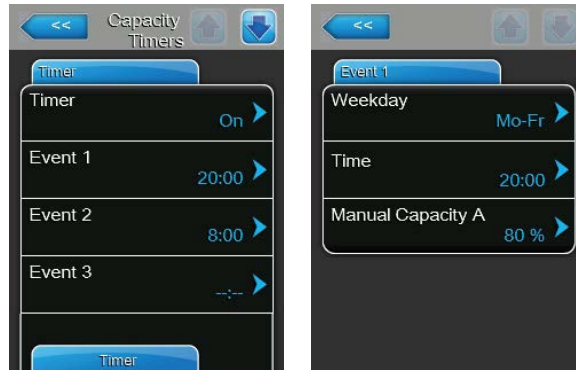 <<
Capacity
Timers
Timer
Timer
On
Event 1
20:00
Event 2
8:00
Event 3
--:--
Timer
<<
Event 1
Weekday
Mo-Fr
Time
20:00
Manual Capacity A
80 %